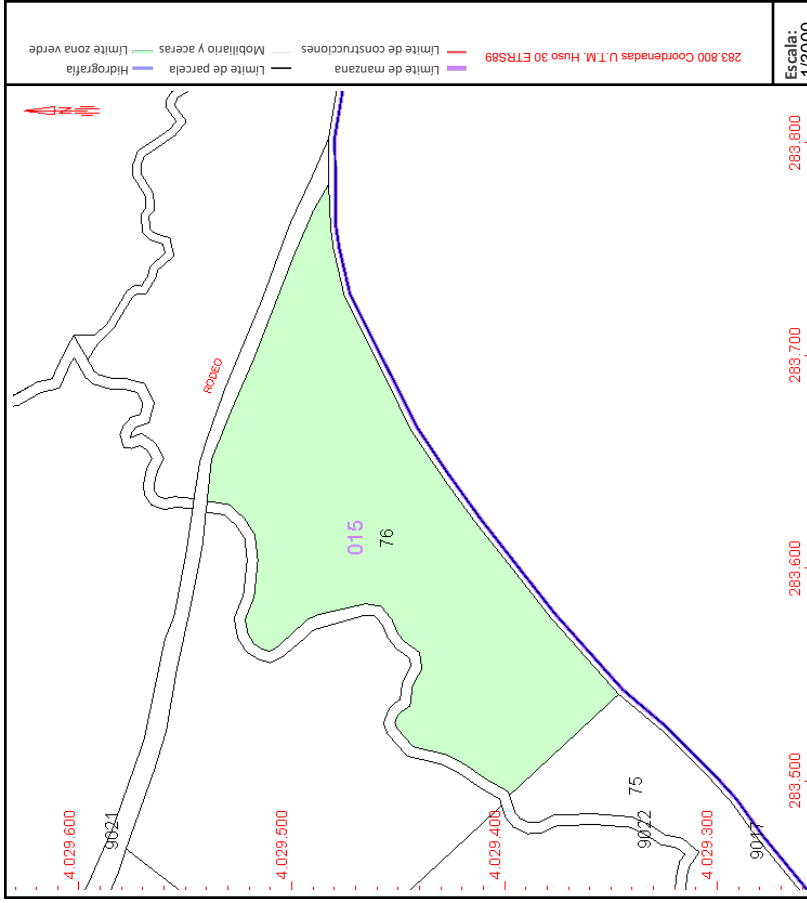 Límite zona verde
Hidrografía
Mobiliario y aceras
Límite de parcela
Límite de construcciones
Límite de manzana
283.800 Coordenadas U.T.M. Huso 30 ETRS89
Escala:
1/3000
283.800
283.700
283.600
283.500
4.029.600
4.029.500
4.029.400
4.029.300
RODEO
015
76
75
9021
9022
9017